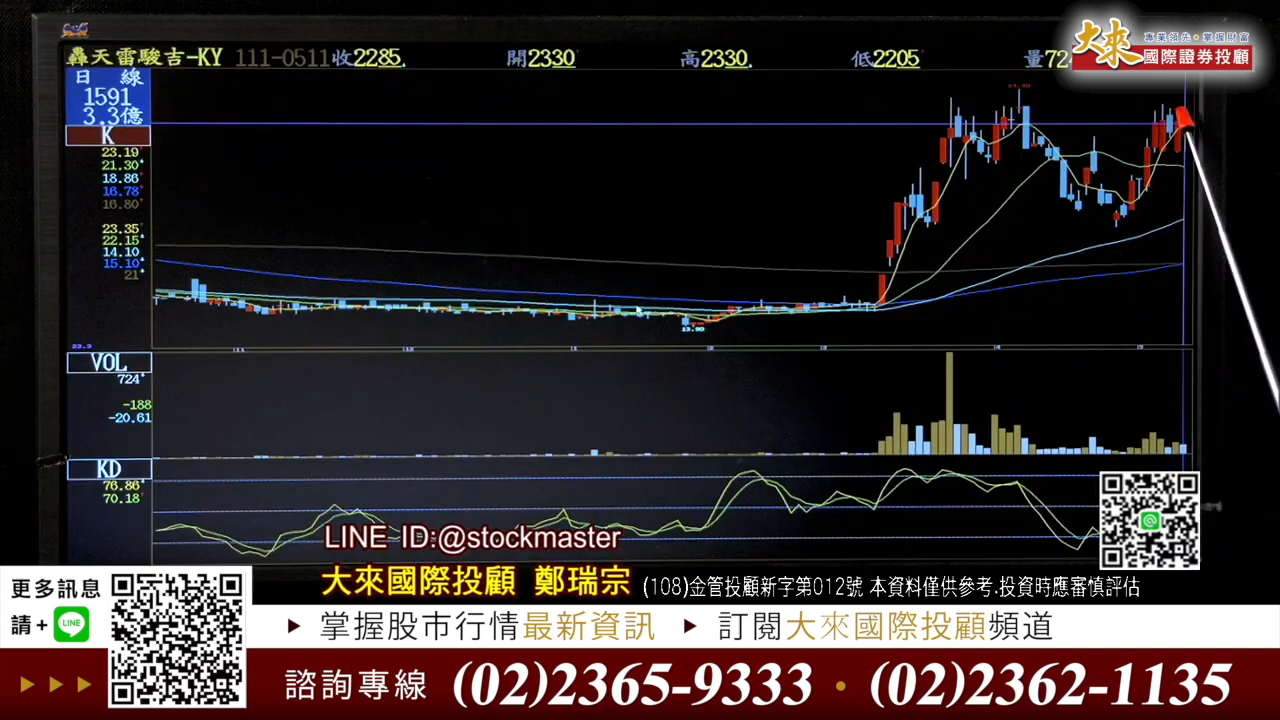 轟天雷駿吉-KY 111-0511收2285. 開2330 高2330. 低2205 量724
大來 專業領先•掌握財富
國際證券投顧
日 線
1591
3.3億
K
23.19
21.30
18.86
16.78
16.80
23.35
22.15
14.10
15.10
21
13.90
VOL
724
-188
-20.61
KD
76.86
70.18
LINE ID:@stockmaster
大來國際投顧 鄭瑞宗 (108)金管投顧新字第012號 本資料僅供參考.投資時應審慎評估
更多訊息
請+ LINE
掌握股市行情最新資訊 訂閱大來國際投顧頻道
諮詢專線 (02)2365-9333 • (02)2362-1135